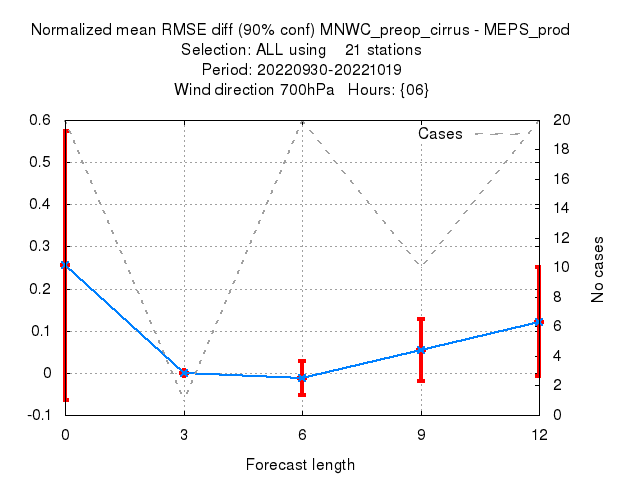 Normalized mean RMSE diff (90% conf) MNWC_preop_cirrus - MEPS_prod
Selection: ALL using    21 stations
Period: 20220930-20221019
Wind direction 700hPa   Hours: {06}
Cases
0.6
0.5
0.4
0.3
0.2
0.1
0
-0.1
20
18
16
14
12
10
8
6
4
2
0
No cases
0 3 6 9 12
Forecast length